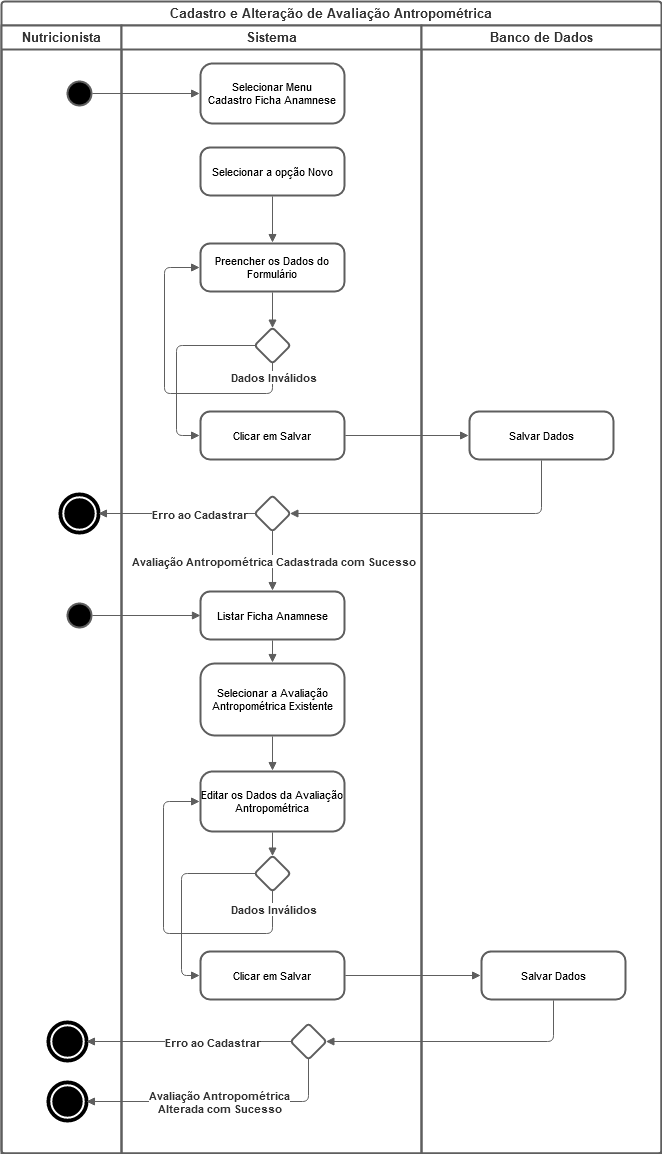 Cadastro e Alteração de Avaliação Antropométrica
Nutricionista
Sistema
Banco de Dados
Selecionar Menu
Cadastro Ficha Anamnese
Selecionar a opção Novo
Preencher os Dados do
Formulário
Dados Inválidos
Clicar em Salvar
Salvar Dados
Erro ao Cadastrar
Avaliação Antropométrica Cadastrada com Sucesso
Listar Ficha Anamnese
Selecionar a Avaliação
Antropométrica Existente
Editar os Dados da Avaliação
Antropométrica
Dados Inválidos
Clicar em Salvar
Salvar Dados
Erro ao Cadastrar
Avaliação Antropométrica
Alterada com Sucesso